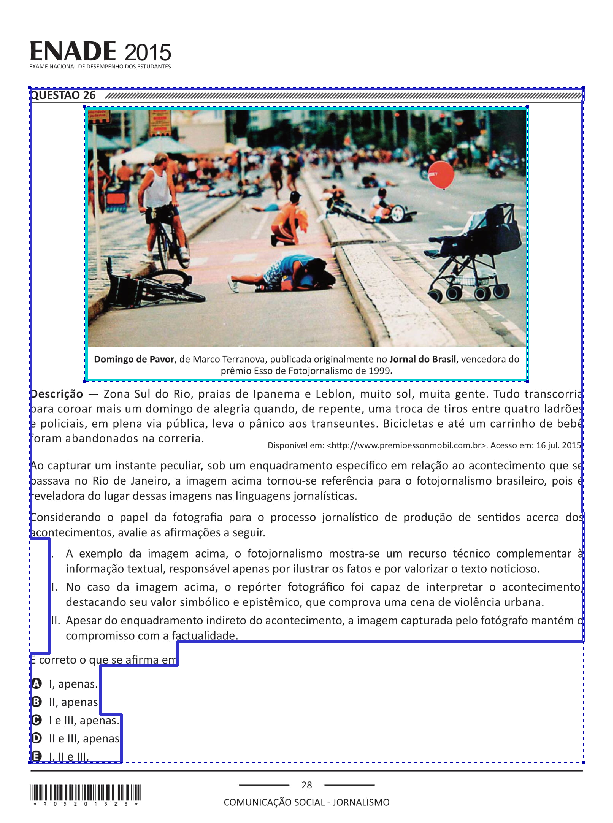 ENADE 2015
EXAME NACIONAL DE DESEMPENHO DOS ESTUDANTES
QUESTÃO 26
Domingo de Pavor, de Marco Terranova, publicada originalmente no Jornal do Brasil, vencedora do
prêmio Esso de Fotojornalismo de 1999.
Descrição — Zona Sul do Rio, praias de Ipanema e Leblon, muito sol, muita gente. Tudo transcorria
para coroar mais um domingo de alegria quando, de repente, uma troca de tiros entre quatro ladrões
e policiais, em plena via pública, leva o pânico aos transeuntes. Bicicletas e até um carrinho de bebê
foram abandonados na correria.
Disponível em: <http://www.premioessonmobil.com.br>. Acesso em: 16 jul. 2015
Ao capturar um instante peculiar, sob um enquadramento específico em relação ao acontecimento que se
passava no Rio de Janeiro, a imagem acima tornou-se referência para o fotojornalismo brasileiro, pois é
reveladora do lugar dessas imagens nas linguagens jornalísticas.
Considerando o papel da fotografia para o processo jornalístico de produção de sentidos acerca dos
acontecimentos, avalie as afirmações a seguir.
I. A exemplo da imagem acima, o fotojornalismo mostra-se um recurso técnico complementar à
informação textual, responsável apenas por ilustrar os fatos e por valorizar o texto noticioso.
II. No caso da imagem acima, o repórter fotográfico foi capaz de interpretar o acontecimento,
destacando seu valor simbólico e epistêmico, que comprova uma cena de violência urbana.
III. Apesar do enquadramento indireto do acontecimento, a imagem capturada pelo fotógrafo mantém o
compromisso com a factualidade.
É correto o que se afirma em
A I, apenas.
B II, apenas.
C I e III, apenas.
D II e III, apenas.
E I, II e III.
28
COMUNICAÇÃO SOCIAL - JORNALISMO